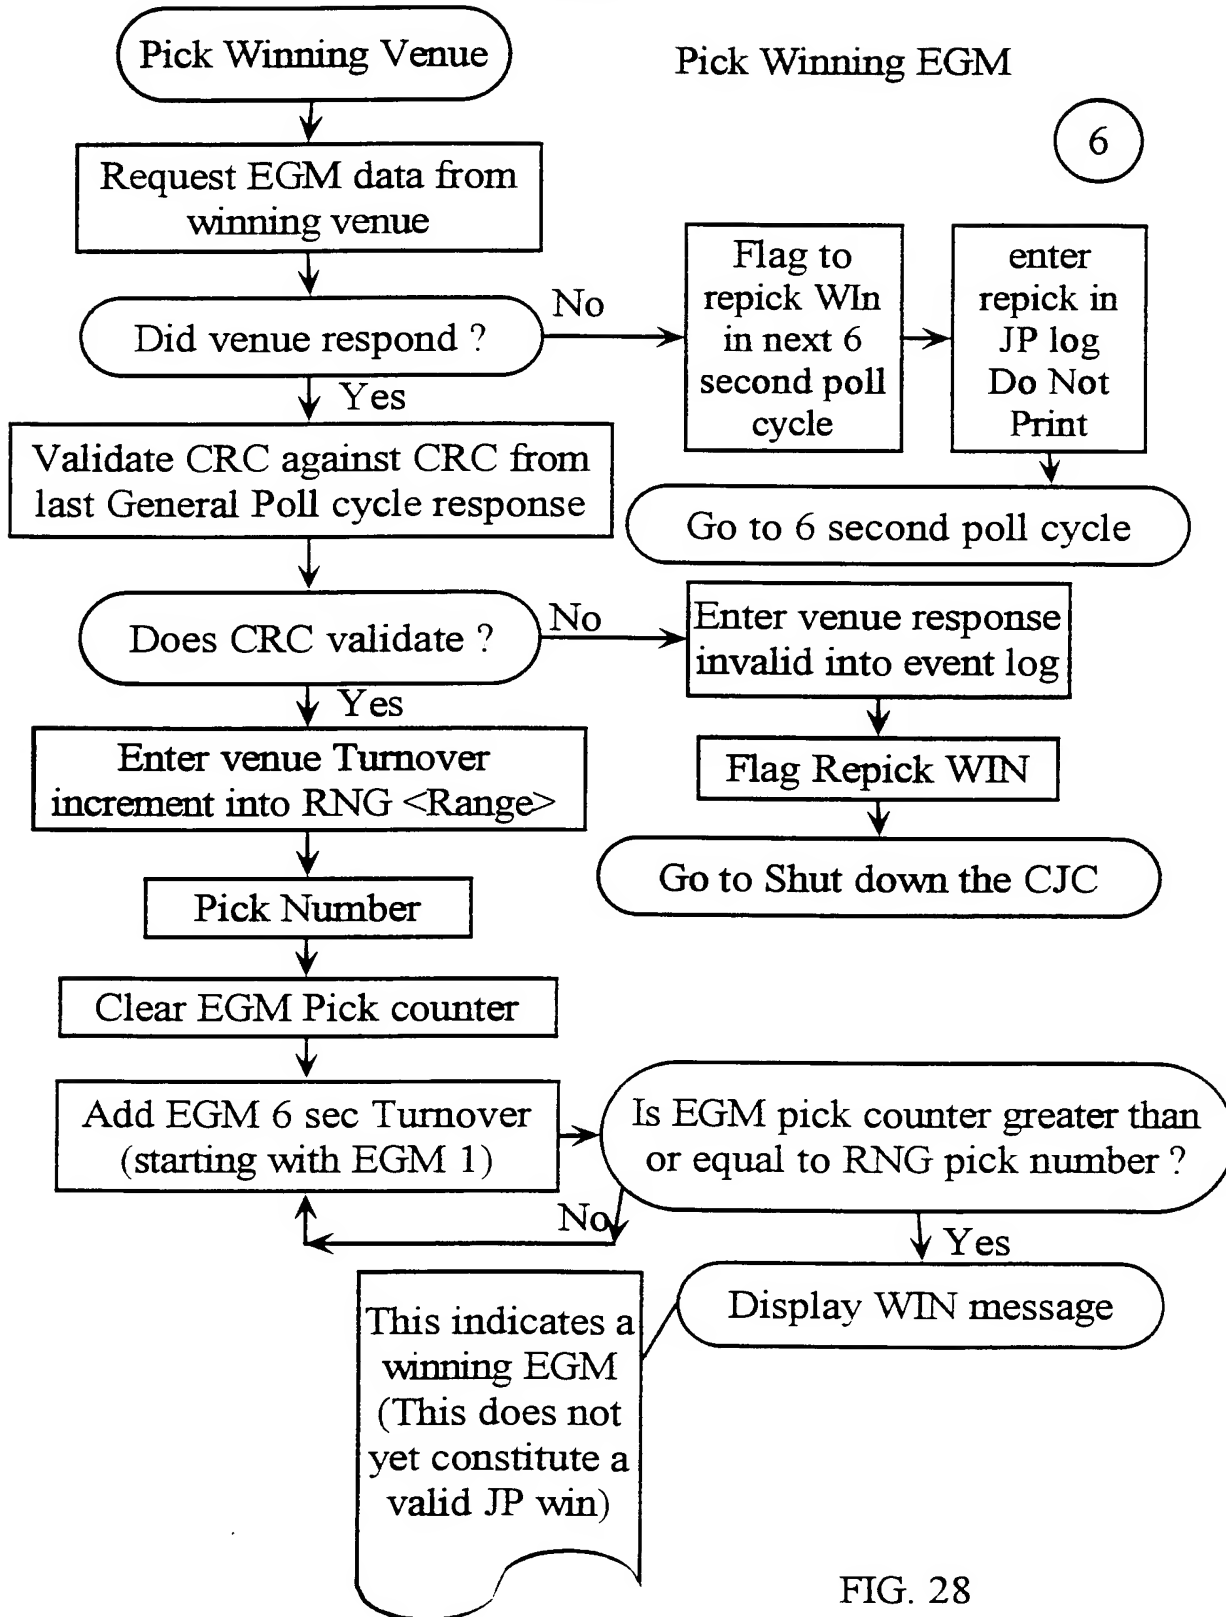 Pick Winning Venue
Pick Winning EGM
6
Request EGM data from
winning venue
Did venue respond ?
No
Flag to
repick WIn
in next 6
second poll
cycle
enter
repick in
JP log
Do Not
Print
Yes
Go to 6 second poll cycle
Validate CRC against CRC from
last General Poll cycle response
Does CRC validate ?
No
Enter venue response
invalid into event log
Yes
Flag Repick WIN
Go to Shut down the CJC
Enter venue Turnover
increment into RNG <Range>
Pick Number
Clear EGM Pick counter
Add EGM 6 sec Turnover
(starting with EGM 1)
Is EGM pick counter greater than
or equal to RNG pick number ?
No
Yes
Display WIN message
This indicates a
winning EGM
(This does not
yet constitute a
valid JP win)
FIG. 28